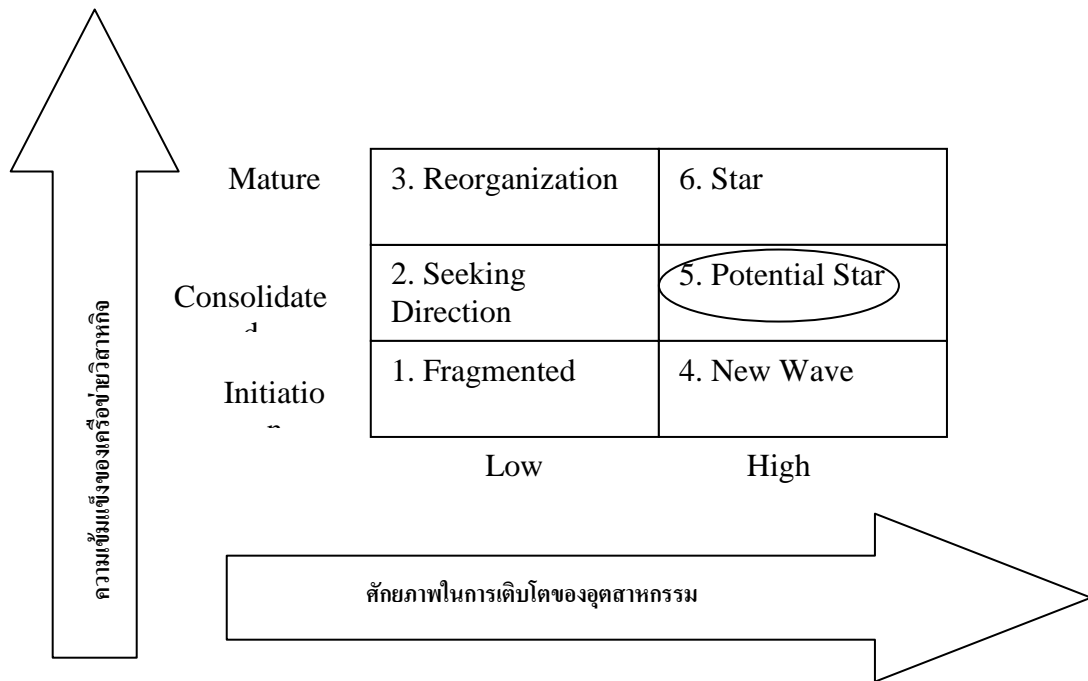 Mature
3. Reorganization
6. Star
Consolidate
d
2. Seeking
Direction
5. Potential Star
Initiatio
n
1. Fragmented
4. New Wave
Low
High
ความเข้มแข็งของเครือข่ายวิสาหกิจ
ศักยภาพในการเติบโตของอุตสาหกรรม